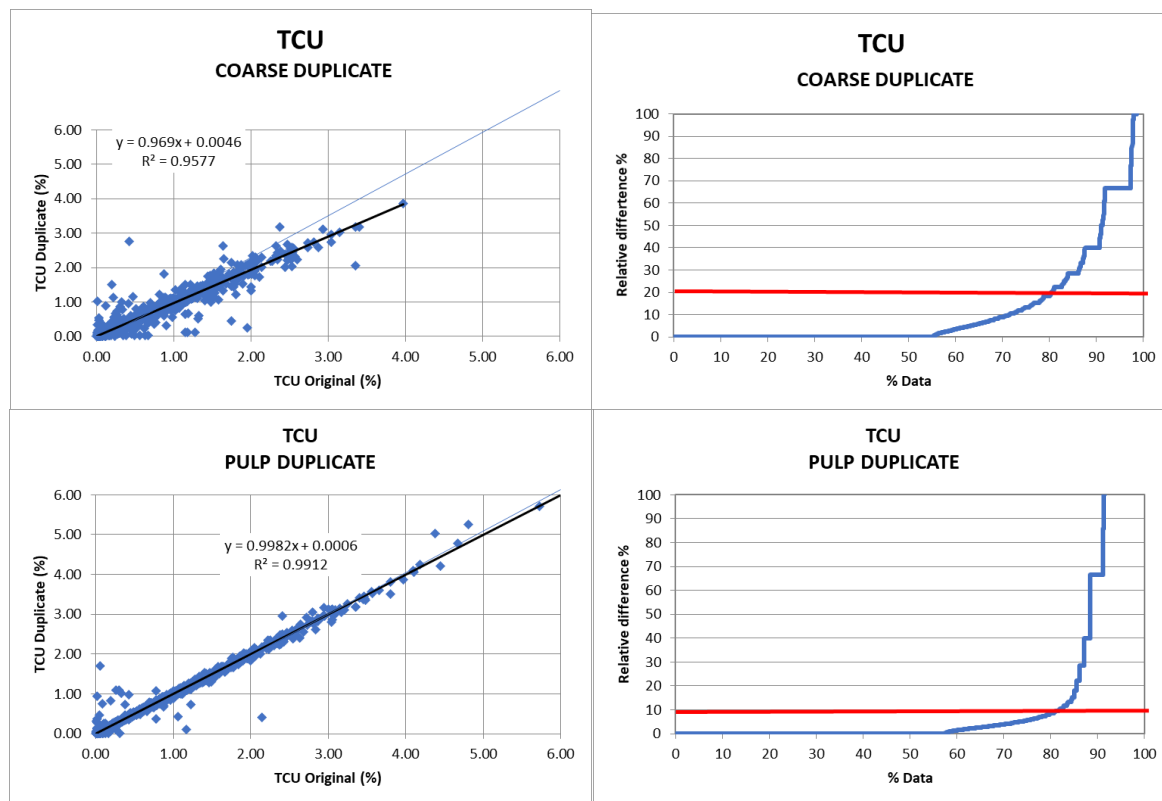 TCU
COARSE DUPLICATE
y = 0.969x + 0.0046
R² = 0.9577
6.00
5.00
4.00
3.00
2.00
1.00
0.00
TCU Duplicate (%)
0.00 1.00 2.00 3.00 4.00 5.00 6.00
TCU Original (%)
TCU
COARSE DUPLICATE
100
90
80
70
60
50
40
30
20
10
0
Relative differtence %
0 10 20 30 40 50 60 70 80 90 100
% Data
TCU
PULP DUPLICATE
y = 0.9982x + 0.0006
R² = 0.9912
6.00
5.00
4.00
3.00
2.00
1.00
0.00
TCU Duplicate (%)
0.00 1.00 2.00 3.00 4.00 5.00 6.00
TCU Original (%)
TCU
PULP DUPLICATE
100
90
80
70
60
50
40
30
20
10
0
Relative difference %
0 10 20 30 40 50 60 70 80 90 100
% Data